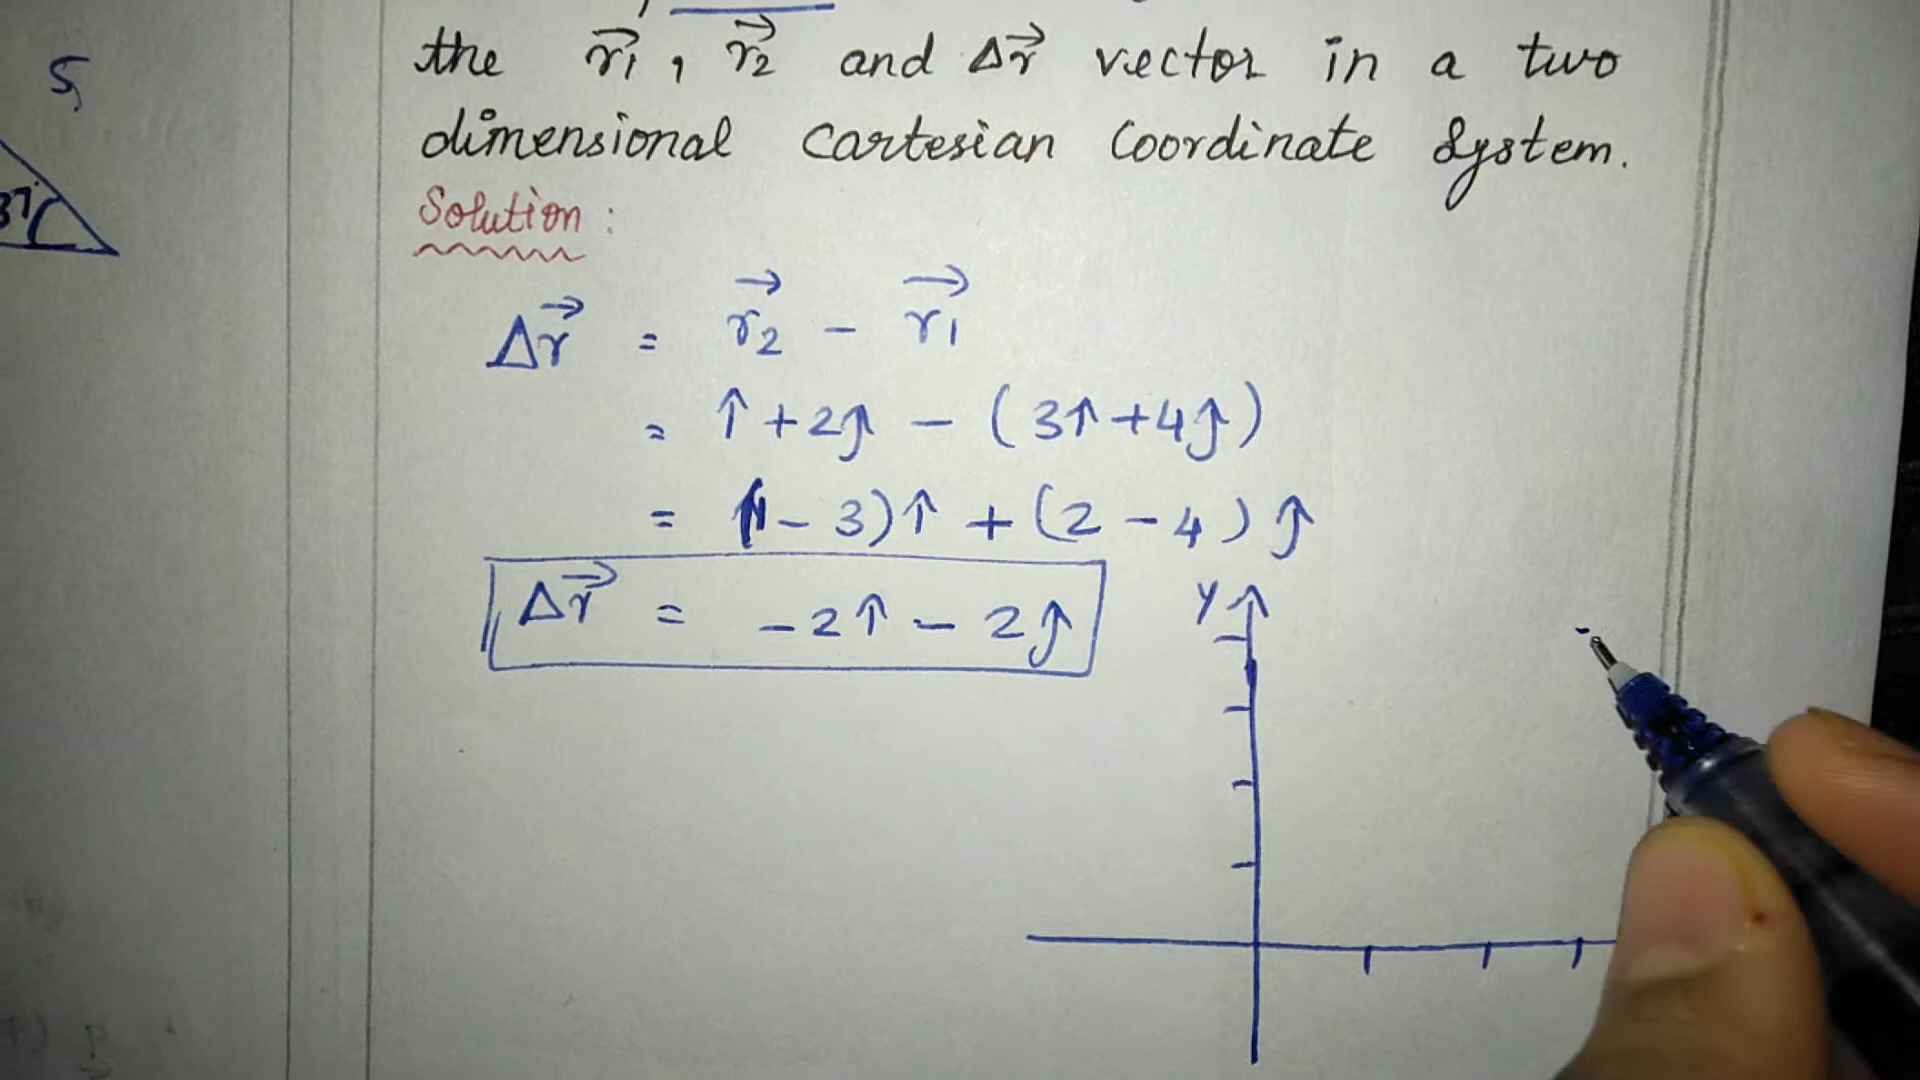 5
37
the r⃗1, r⃗2 and Δr⃗ vector in a two
dimensional Cartesian Coordinate System.
Solution:
Δr⃗ = r⃗2 - r⃗1
= î + 2ĵ - (3î + 4ĵ)
= (1 - 3)î + (2 - 4)ĵ
Δr⃗ = -2î - 2ĵ
Y